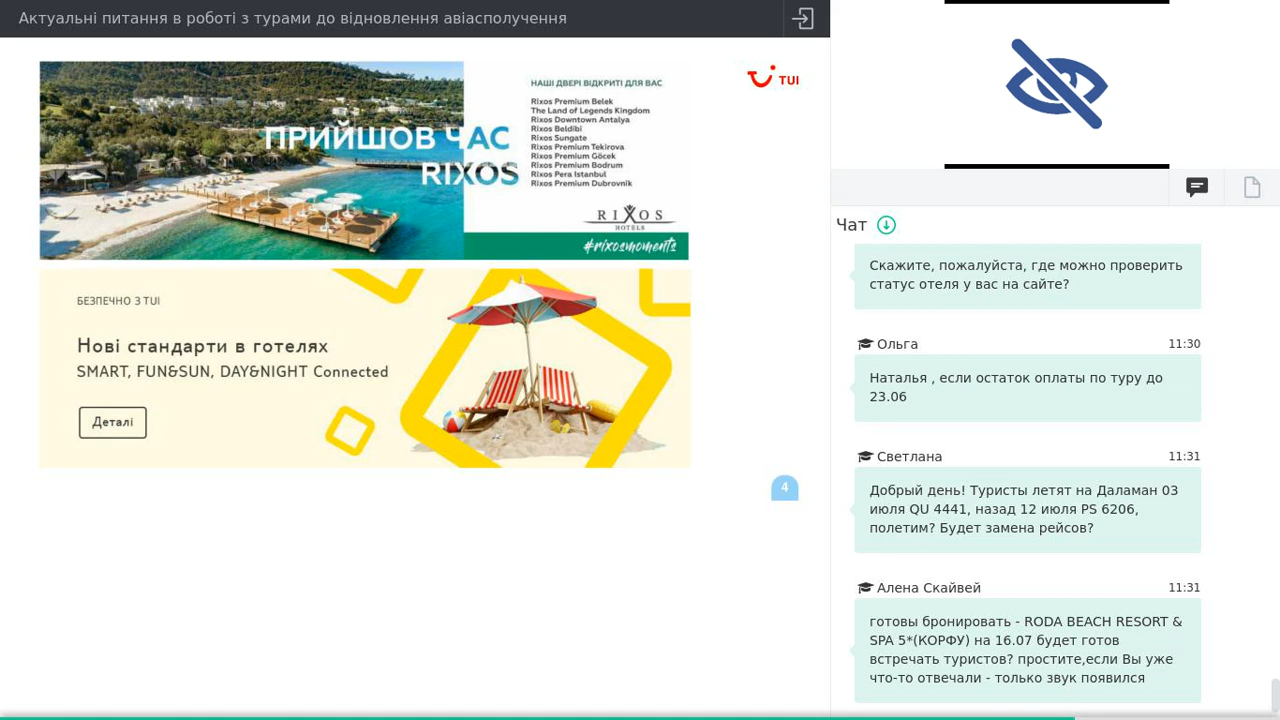 Актуальні питання в роботі з турами до відновлення авіасполучення
НАШІ ДВЕРІ ВІДКРИТІ ДЛЯ ВАС
Rixos Premium Belek
The Land of Legends Kingdom
Rixos Downtown Antalya
Rixos Beldibi
Rixos Sungate
Rixos Premium Tekirova
Rixos Premium Göcek
Rixos Premium Bodrum
Rixos Pera Istanbul
Rixos Premium Dubrovnik
ПРИЙШОВ ЧАС
RIXOS
RIXOS
HOTELS
#rixosmoments
TUI
БЕЗПЕЧНО З TUI
Нові стандарти в готелях
SMART, FUN&SUN, DAY&NIGHT Connected
Деталі
4
Чат
Скажите, пожалуйста, где можно проверить
статус отеля у вас на сайте?
Ольга 11:30
Наталья , если остаток оплаты по туру до
23.06
Светлана 11:31
Добрый день! Туристы летят на Даламан 03
июля QU 4441, назад 12 июля PS 6206,
полетим? Будет замена рейсов?
Алена Скайвей 11:31
готовы бронировать - RODA BEACH RESORT &
SPA 5*(КОРФУ) на 16.07 будет готов
встречать туристов? простите,если Вы уже
что-то отвечали - только звук появился